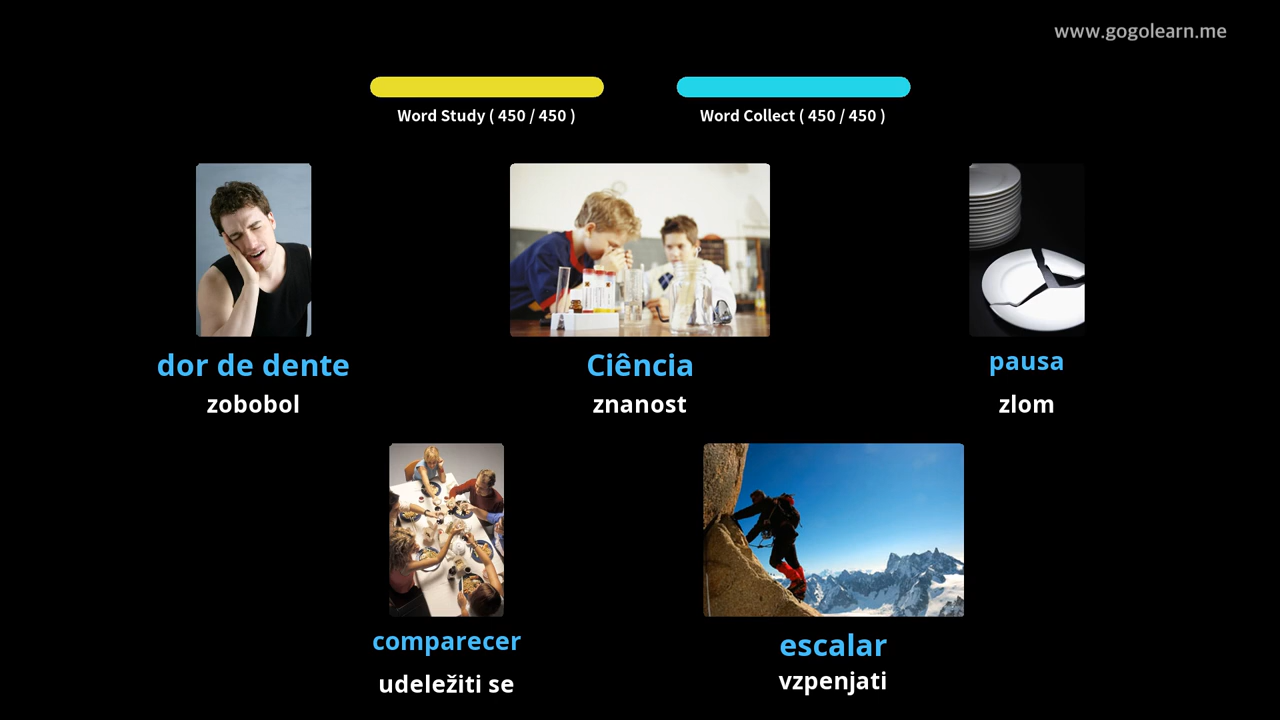 www.gogolearn.me
Word Study ( 450 / 450 )
Word Collect ( 450 / 450 )
dor de dente
zobobol
Ciência
znanost
pausa
zlom
comparecer
udeležiti se
escalar
vzpenjati